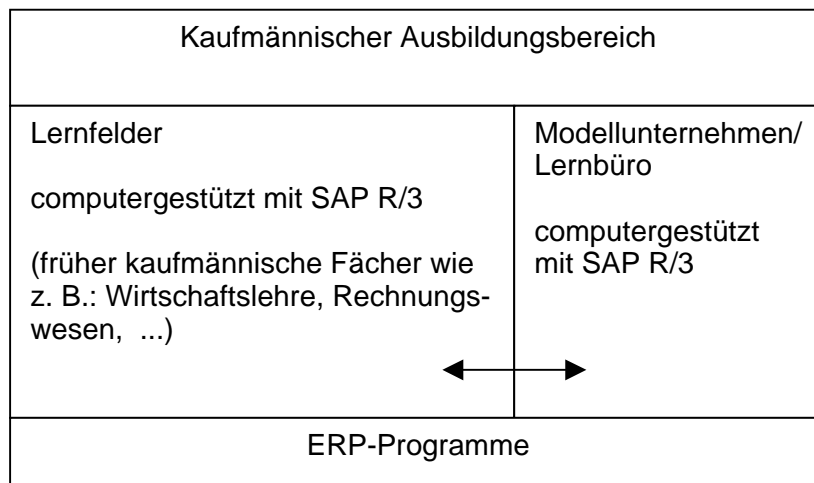 Kaufmännischer Ausbildungsbereich
Lernfelder
computergestützt mit SAP R/3
(früher kaufmännische Fächer wie
z. B.: Wirtschaftslehre, Rechnungs-
wesen,  ...)
Modellunternehmen/
Lernbüro
computergestützt
mit SAP R/3
ERP-Programme